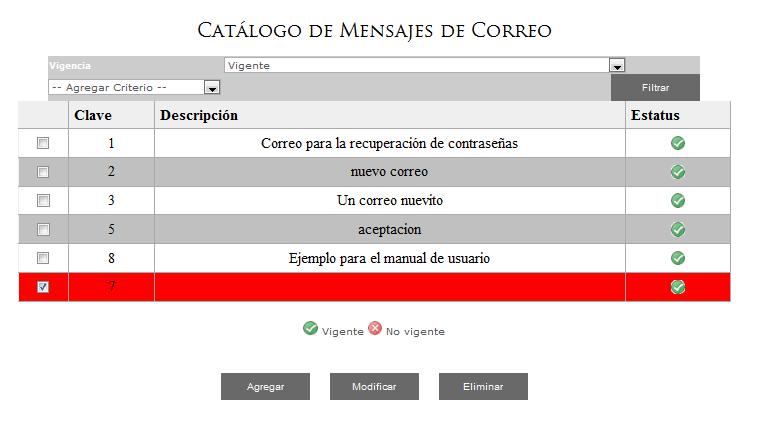 Catálogo de Mensajes de Correo
Vigencia Vigente
-- Agregar Criterio -- Filtrar
Clave Descripción Estatus
1 Correo para la recuperación de contraseñas
2 nuevo correo
3 Un correo nuevito
5 aceptacion
8 Ejemplo para el manual de usuario
7
Vigente No vigente
Agregar Modificar Eliminar